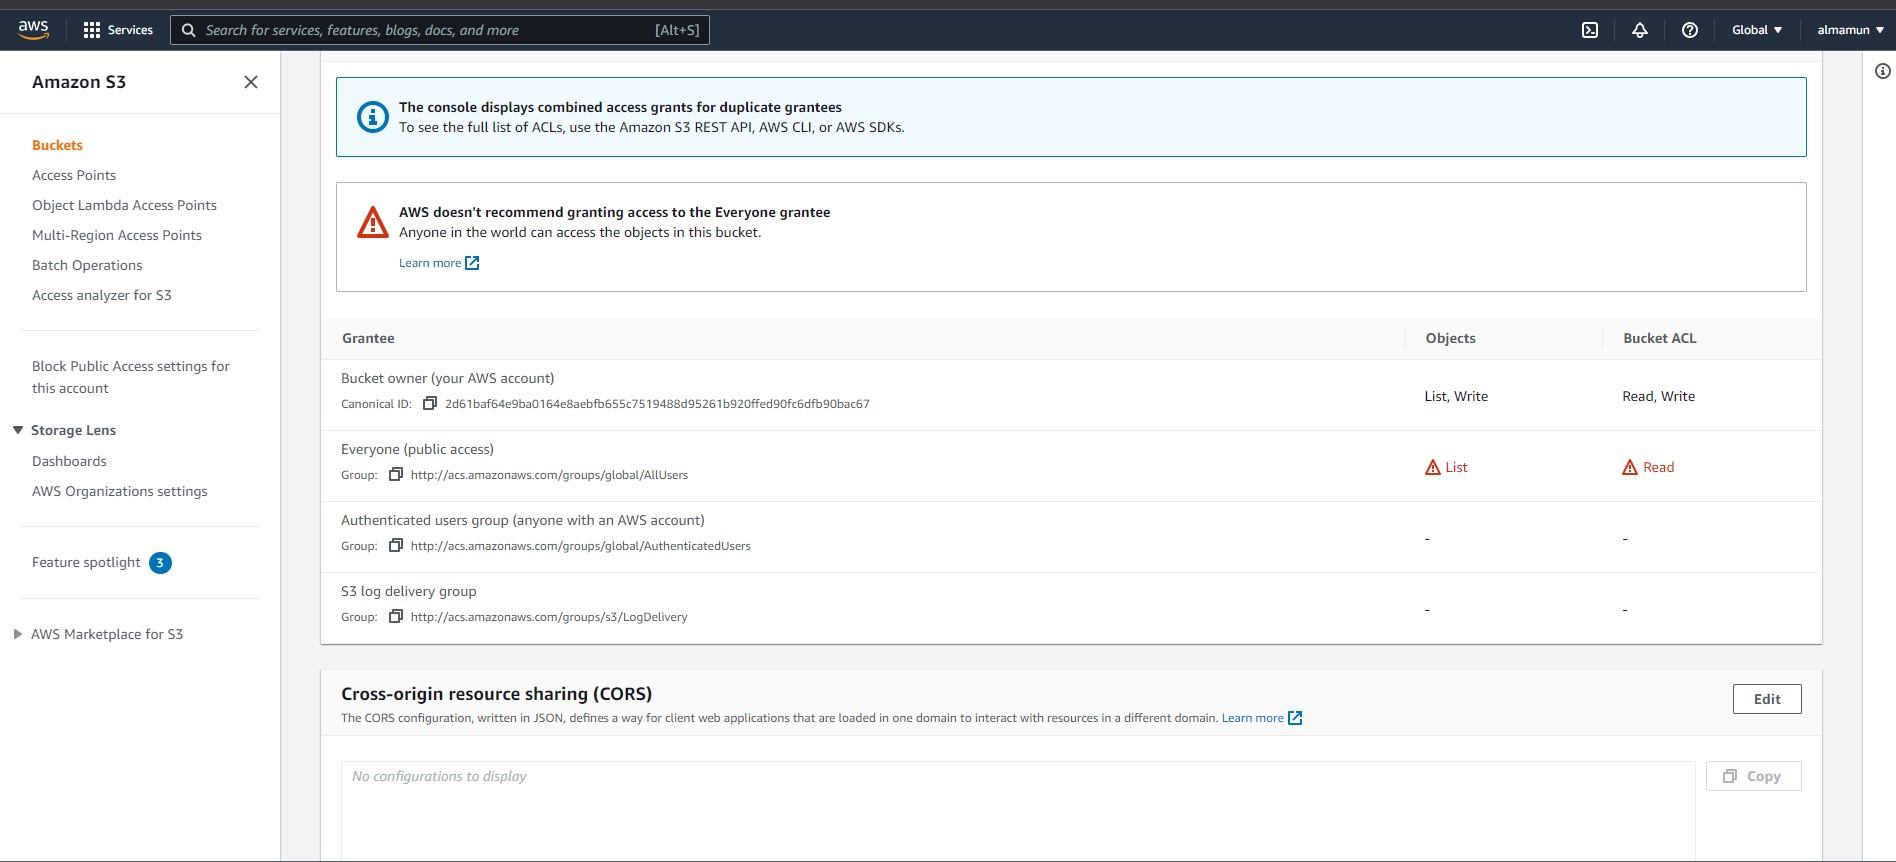 aws
Services
Search for services, features, blogs, docs, and more [Alt+S]
Global
almamun
Amazon S3
Buckets
Access Points
Object Lambda Access Points
Multi-Region Access Points
Batch Operations
Access analyzer for S3
Block Public Access settings for
this account
Storage Lens
Dashboards
AWS Organizations settings
Feature spotlight 3
AWS Marketplace for S3
The console displays combined access grants for duplicate grantees
To see the full list of ACLs, use the Amazon S3 REST API, AWS CLI, or AWS SDKs.
AWS doesn't recommend granting access to the Everyone grantee
Anyone in the world can access the objects in this bucket.
Learn more
Grantee Objects Bucket ACL
Bucket owner (your AWS account)
Canonical ID: 2d61baf64e9ba0164e8aebfb655c7519488d95261b920ffed90fc6dfb90bac67
List, Write Read, Write
Everyone (public access)
Group: http://acs.amazonaws.com/groups/global/AllUsers
List Read
Authenticated users group (anyone with an AWS account)
Group: http://acs.amazonaws.com/groups/global/AuthenticatedUsers
- -
S3 log delivery group
Group: http://acs.amazonaws.com/groups/s3/LogDelivery
- -
Cross-origin resource sharing (CORS)
Edit
The CORS configuration, written in JSON, defines a way for client web applications that are loaded in one domain to interact with resources in a different domain. Learn more
No configurations to display
Copy